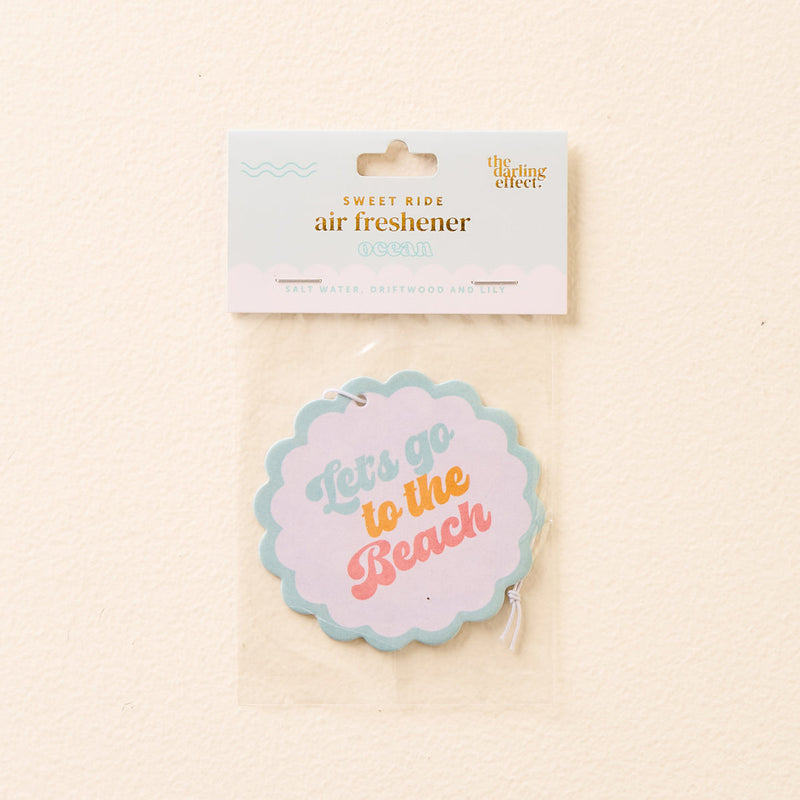 the
darling
effect.
SWEET RIDE
air freshener
ocean
SALT WATER, DRIFTWOOD AND LILY
Let's go
to the
Beach